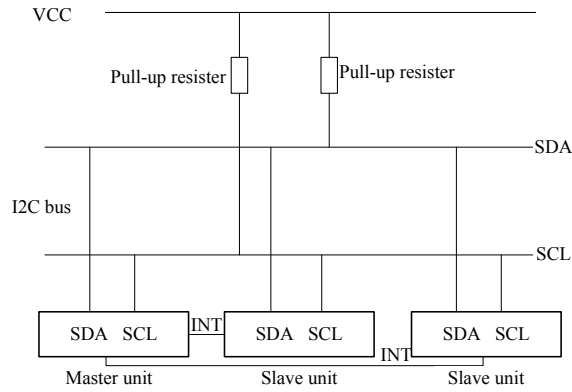 VCC
Pull-up resister
Pull-up resister
SDA
I2C bus
SCL
SDA SCL
INT
SDA SCL
INT
SDA SCL
Master unit
Slave unit
Slave unit